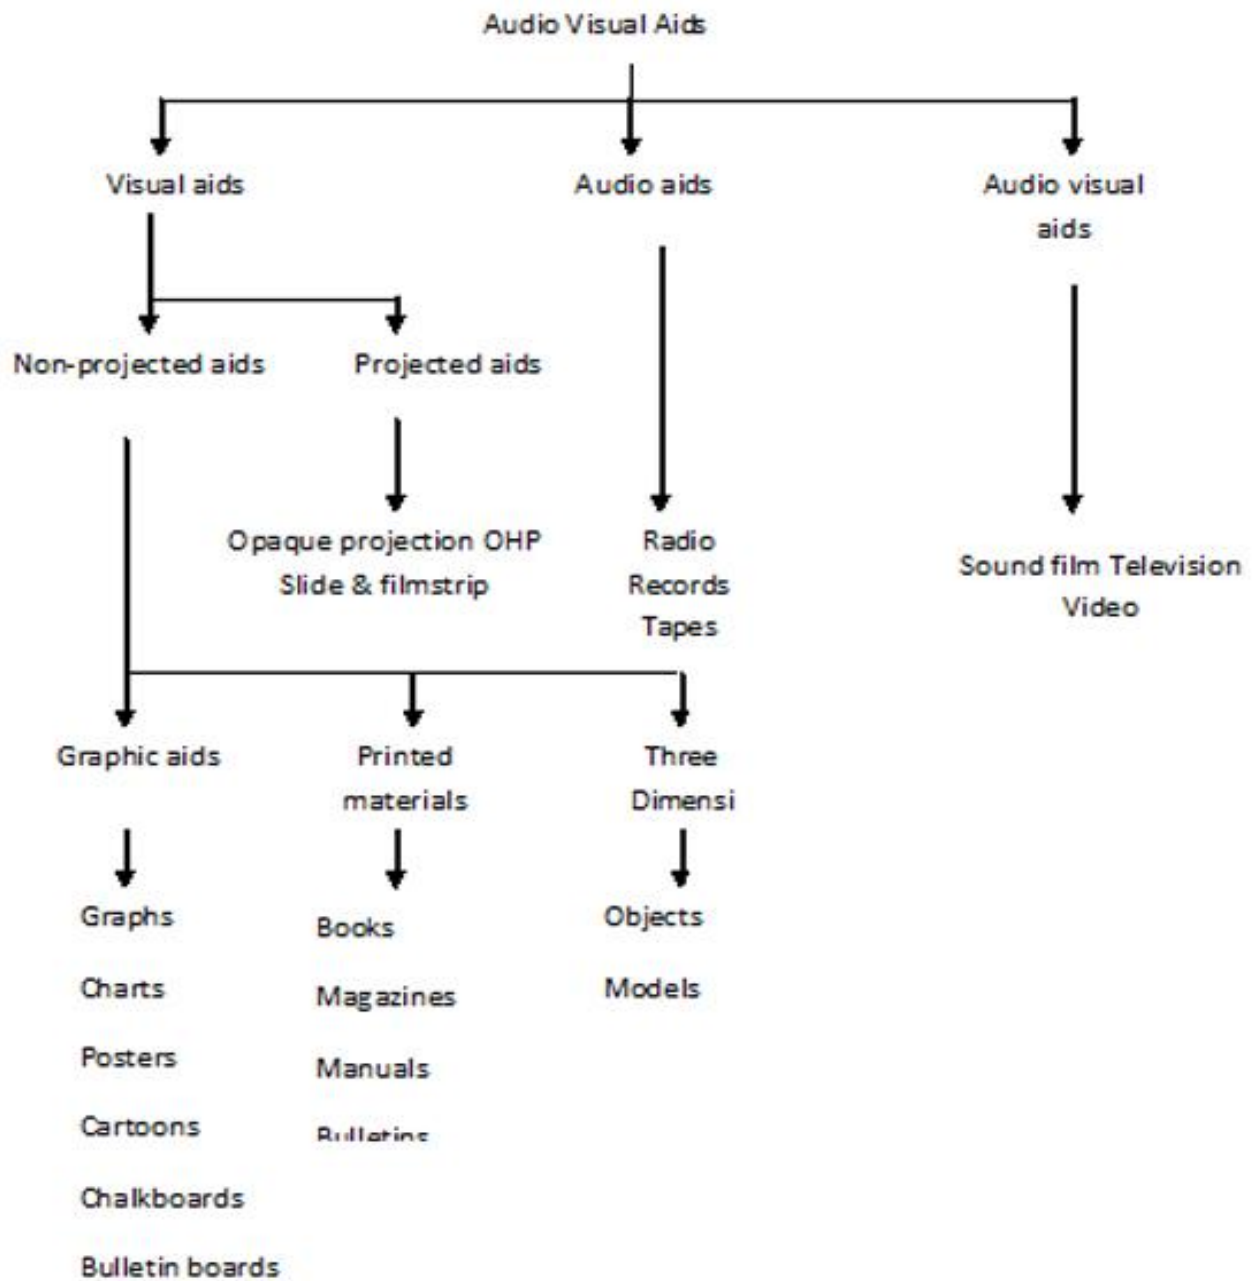 Audio Visual Aids
Visual aids
Audio aids
Audio visual
aids
Non-projected aids
Projected aids
Opaque projection OHP
Slide & filmstrip
Radio
Records
Tapes
Sound film Television
Video
Graphic aids
Printed
materials
Three
Dimensi
Graphs
Charts
Posters
Cartoons
Chalkboards
Bulletin boards
Books
Magazines
Manuals
Bulletins
Objects
Models